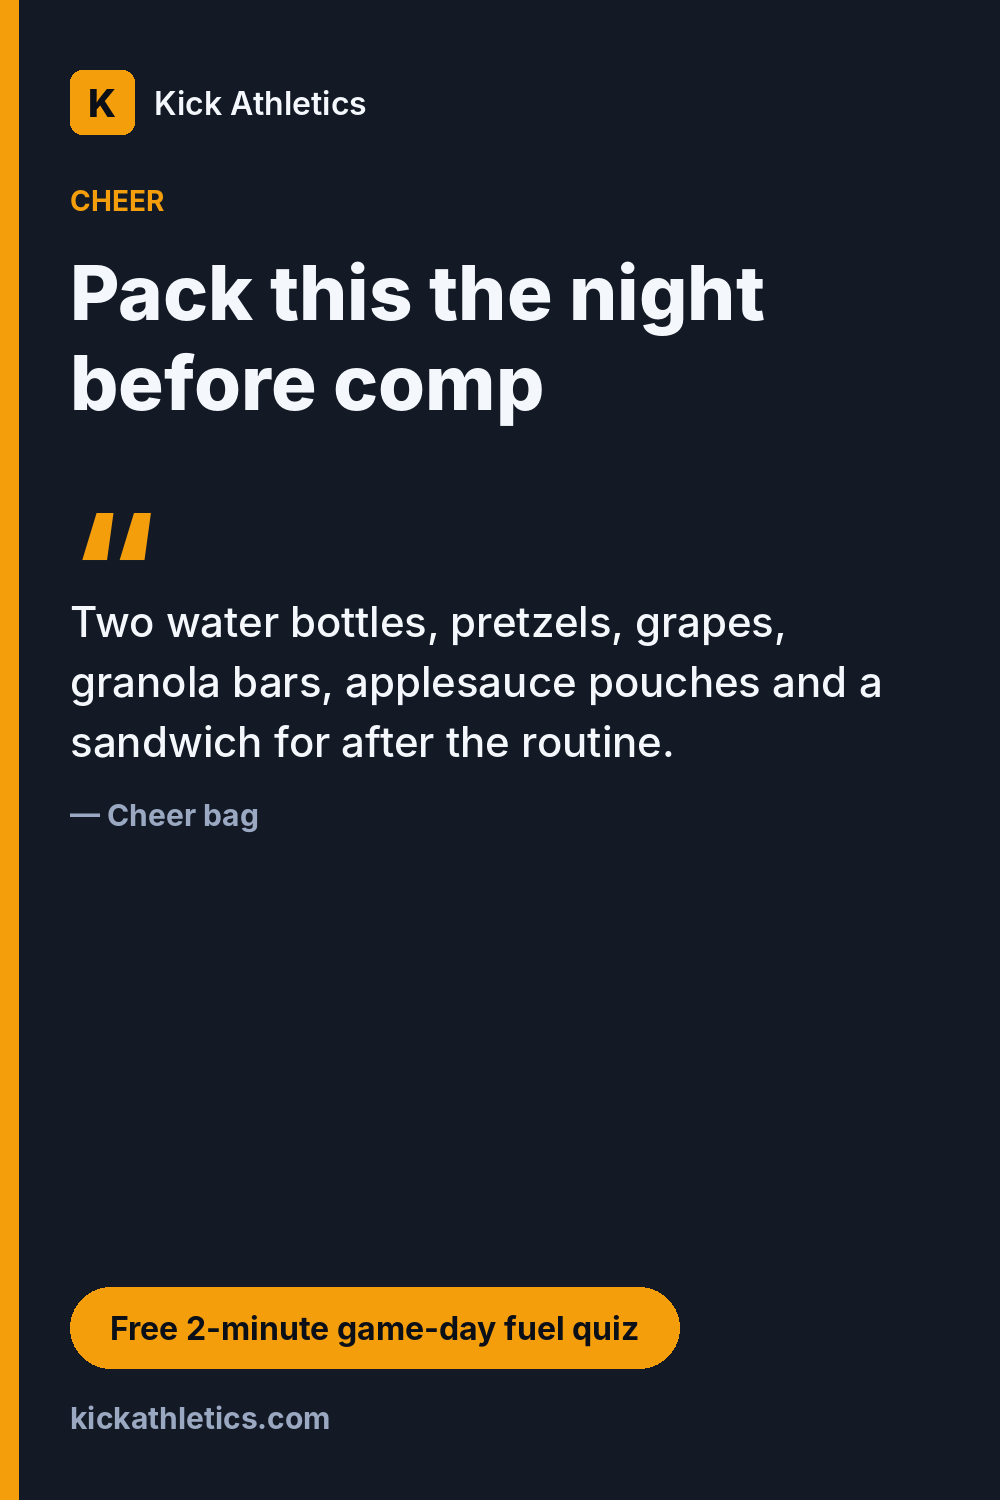 K
Kick Athletics
CHEER
Pack this the night
before comp
"
Two water bottles, pretzels, grapes,
granola bars, applesauce pouches and a
sandwich for after the routine.
— Cheer bag
Free 2-minute game-day fuel quiz
kickathletics.com